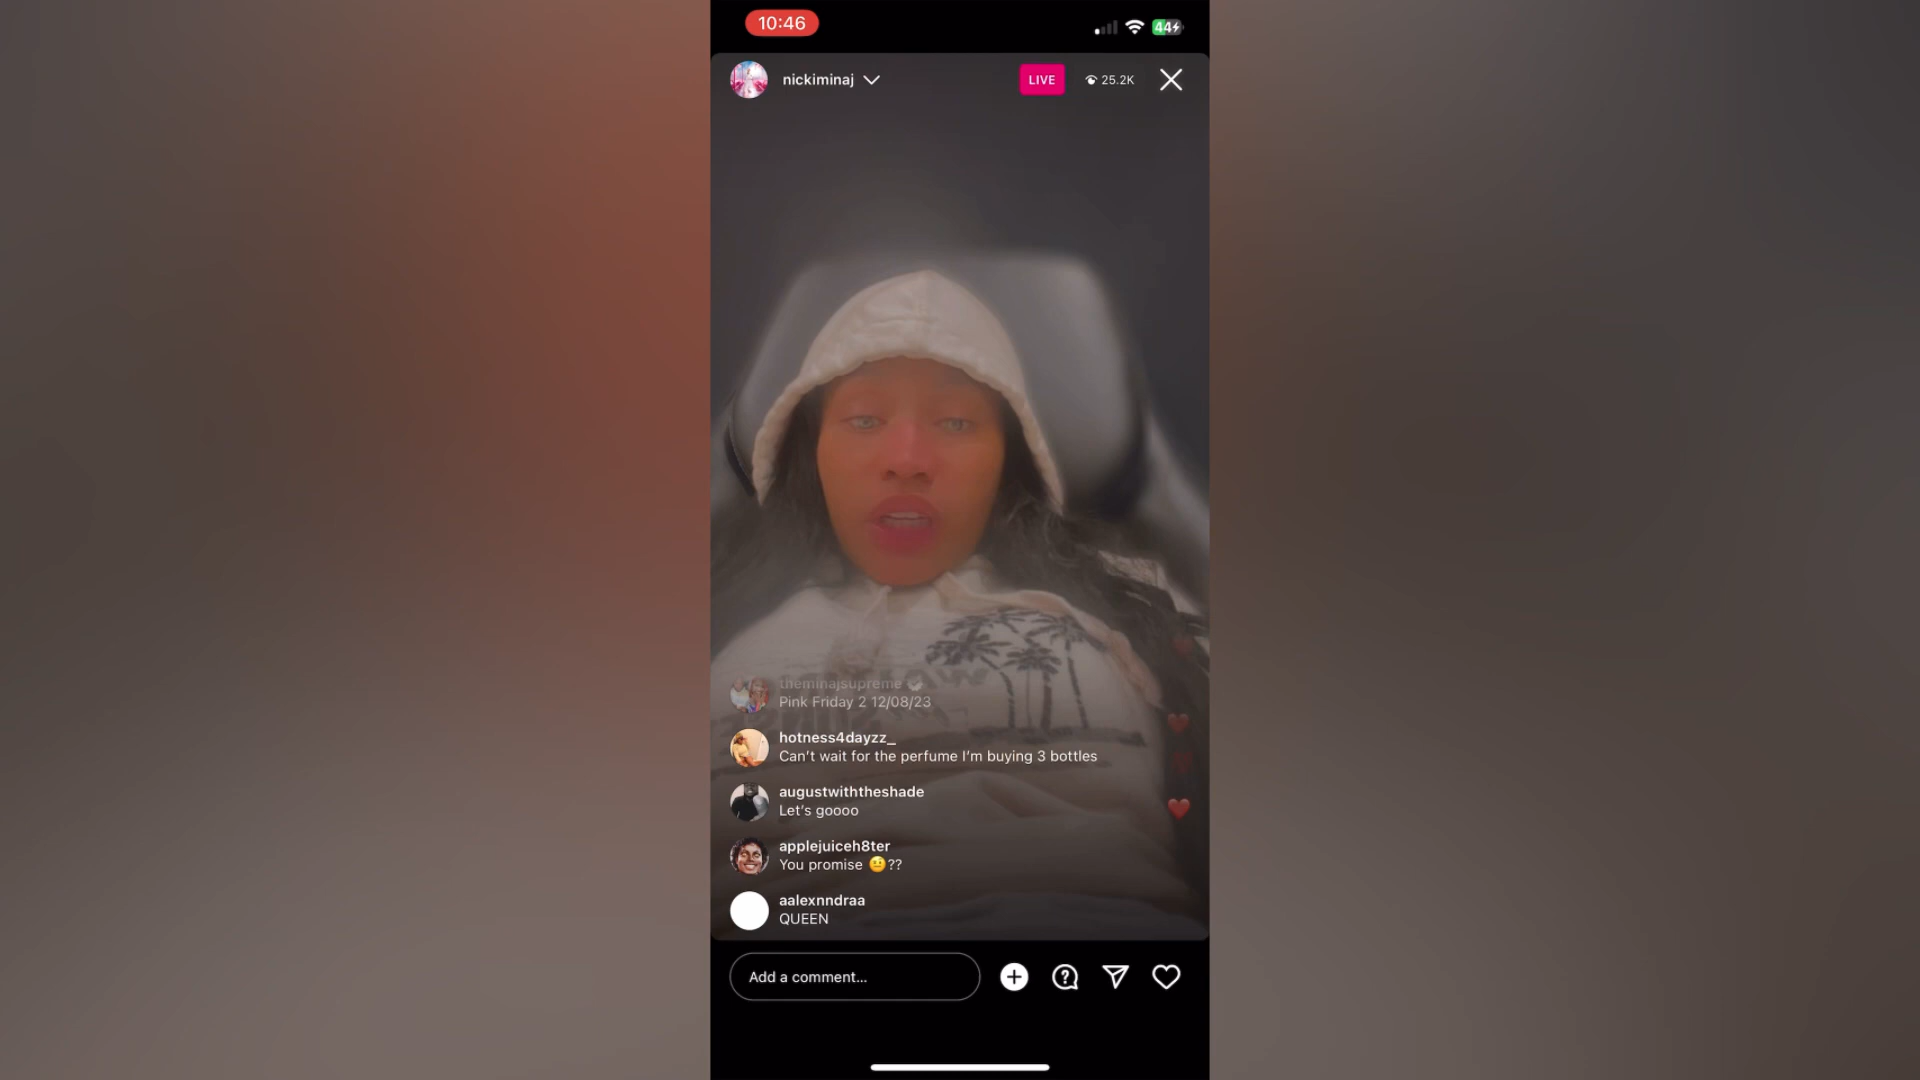 10:46
44
nickiminaj
LIVE
25.2K
theminajsupreme
Pink Friday 2 12/08/23
hotness4dayzz_
Can't wait for the perfume I'm buying 3 bottles
augustwiththeshade
Let's goooo
applejuiceh8ter
You promise 🫤??
aalexnndraa
QUEEN
Add a comment...